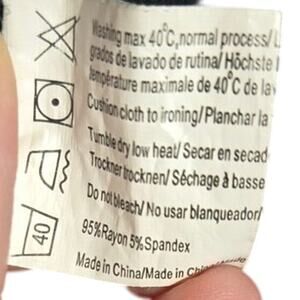 Washing max 40°C,normal process/
grados de lavado de rutina/ Höchste
température maximale de 40°C de la
Cushion cloth to ironing/ Planchar la
Tumble dry low heat/ Secar en secad
Trockner trocknen/ Séchage à basse
Do not bleach/ No usar blanqueador/
95%Rayon 5%Spandex
Made in China/Made in
40